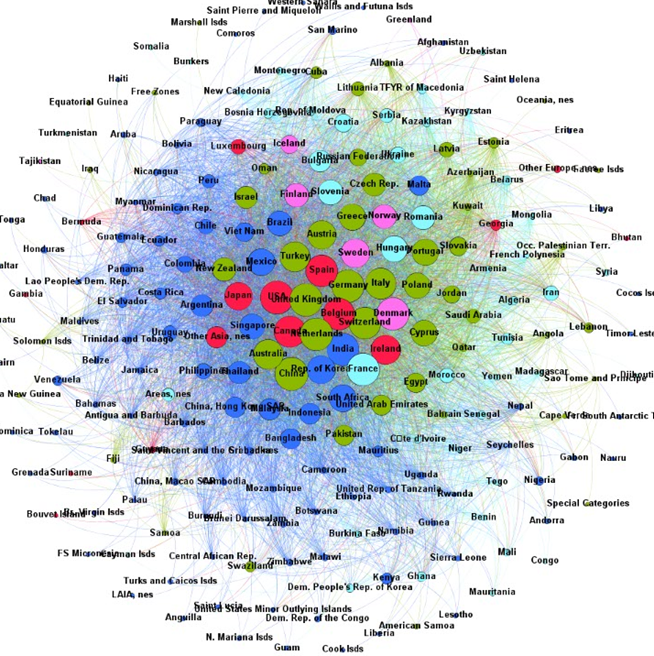 Western Sahara
Saint Pierre and Miquelon
Wallis and Futuna Isds
Greenland
Marshall Isds
San Marino
Comoros
Afghanistan
Somalia
Uzbekistan
Bunkers
Albania
Montenegro
Cuba
Haiti
Saint Helena
Free Zones
New Caledonia
Lithuania
TFYR of Macedonia
Equatorial Guinea
Oceania, nes
Bosnia Herzegovina
Rep. of Moldova
Serbia
Kyrgyzstan
Paraguay
Croatia
Kazakhstan
Turkmenistan
Aruba
Eritrea
Bolivia
Luxembourg
Iceland
Latvia
Estonia
Tajikistan
Bulgaria
Russian Federation
Ukraine
Iraq
Nicaragua
Oman
Azerbaijan
Other Europe, nes
Peru
Czech Rep.
Malta
Belarus
Chad
Myanmar
Israel
Finland
Slovenia
Dominican Rep.
Kuwait
Libya
Tonga
Bermuda
Chile
Brazil
Greece
Norway
Romania
Mongolia
Georgia
Guatemala
Ecuador
Viet Nam
Austria
Bhutan
Honduras
Hungary
Portugal
Slovakia
Occ. Palestinian Terr.
Sweden
French Polynesia
Colombia
Mexico
Turkey
Panama
New Zealand
Spain
Armenia
Syria
Lao People's Dem. Rep.
Germany
Italy
Poland
Gambia
Costa Rica
Japan
USA
Jordan
Iran
Cocos Is
El Salvador
Argentina
United Kingdom
Algeria
Belgium
Denmark
Saudi Arabia
Maldives
Singapore
Switzerland
Uruguay
Canada
Netherlands
Cyprus
Lebanon
Solomon Isds
Trinidad and Tobago
Other Asia, nes
Tunisia
Angola
Timor-Leste
India
Ireland
Qatar
Belize
Australia
Jamaica
Philippines
Thailand
China
Rep. of Korea
France
Morocco
Yemen
Madagascar
Djibouti
Venezuela
Egypt
Sao Tome and Principe
New Guinea
Areas, nes
South Africa
Bahamas
China, Hong Kong SAR
Malaysia
Indonesia
United Arab Emirates
Nepal
Antigua and Barbuda
Bahrain
Senegal
Barbados
Tokelau
Bangladesh
Pakistan
Seychelles
Saint Vincent and the Grenadines
Mauritius
Niger
Fiji
Gabon
Nauru
Grenada
Suriname
Cameroon
Uganda
China, Macao SAR
Cambodia
Mozambique
United Rep. of Tanzania
Togo
Nigeria
Palau
Ethiopia
Rwanda
Special Categories
Bouvet Island
Br. Virgin Isds
Botswana
Burundi
Brunei Darussalam
Zambia
Guinea
Benin
Andorra
Samoa
Burkina Faso
Namibia
FS Micronesia
Cayman Isds
Central African Rep.
Zimbabwe
Malawi
Sierra Leone
Mali
Congo
Swaziland
Turks and Caicos Isds
Kenya
Ghana
Dem. People's Rep. of Korea
Mauritania
LAIA, nes
Saint Lucia
United States Minor Outlying Islands
Anguilla
Dem. Rep. of the Congo
Lesotho
American Samoa
N. Mariana Isds
Liberia
Guam
Cook Isds